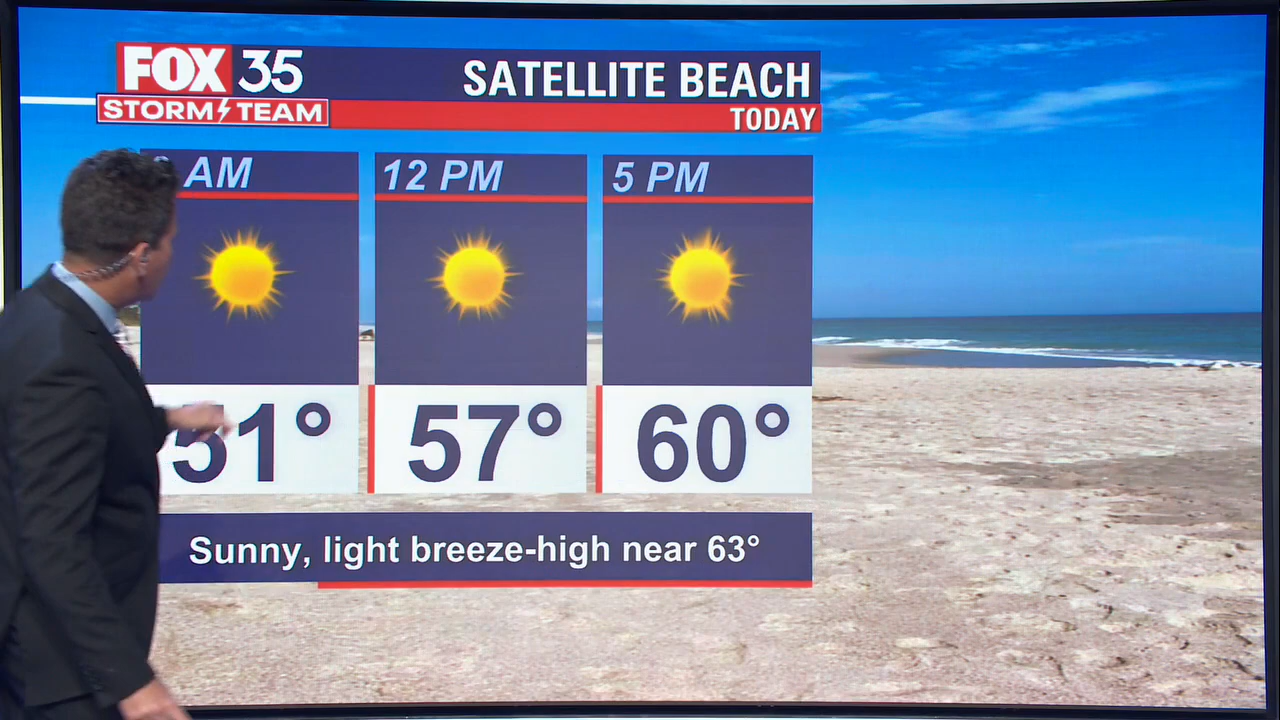 FOX 35
STORM TEAM
SATELLITE BEACH
TODAY
AM
12 PM
5 PM
51°
57°
60°
Sunny, light breeze-high near 63°